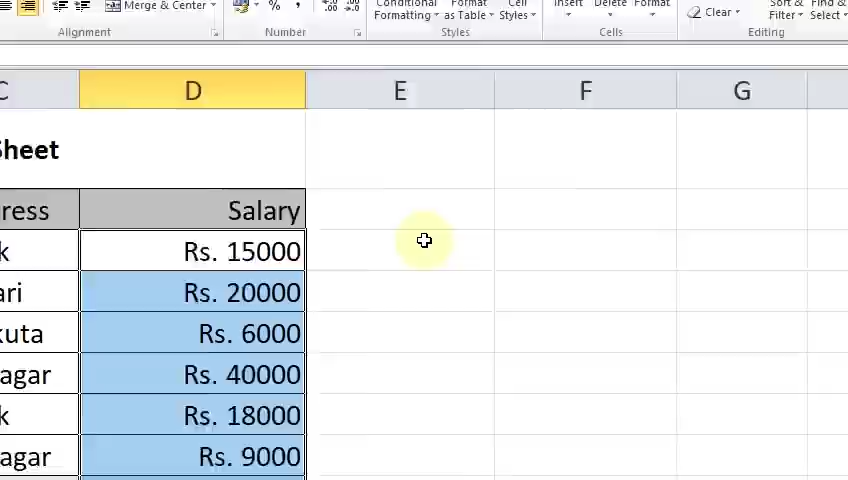 Merge & Center
%
Conditional Formatting
Format as Table
Cell Styles
Insert
Delete
Format
Clear
Sort & Filter
Find & Select
Alignment
Number
Styles
Cells
Editing
C
D
E
F
G
Sheet
ress
Salary
k
Rs. 15000
ari
Rs. 20000
kuta
Rs. 6000
agar
Rs. 40000
k
Rs. 18000
agar
Rs. 9000